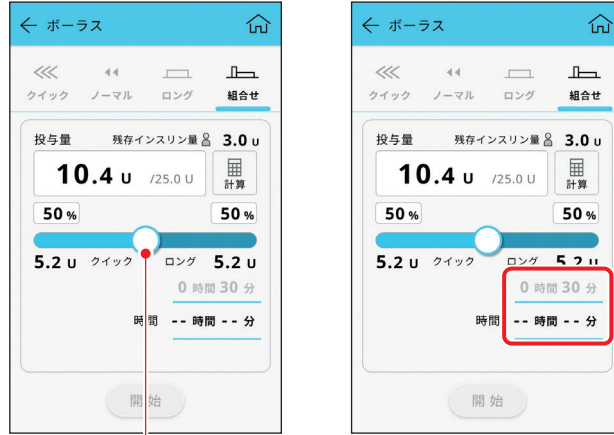 ボーラス
クイック ノーマル ロング 組合せ
投与量 残存インスリン量 3.0 U
10.4 U /25.0 U 計算
50 % 50 %
5.2 U クイック ロング 5.2 U
0 時間 30 分
時間 -- 時間 -- 分
開始
ボーラス
クイック ノーマル ロング 組合せ
投与量 残存インスリン量 3.0 U
10.4 U /25.0 U 計算
50 % 50 %
5.2 U クイック ロング 5.2 U
0 時間 30 分
時間 -- 時間 -- 分
開始